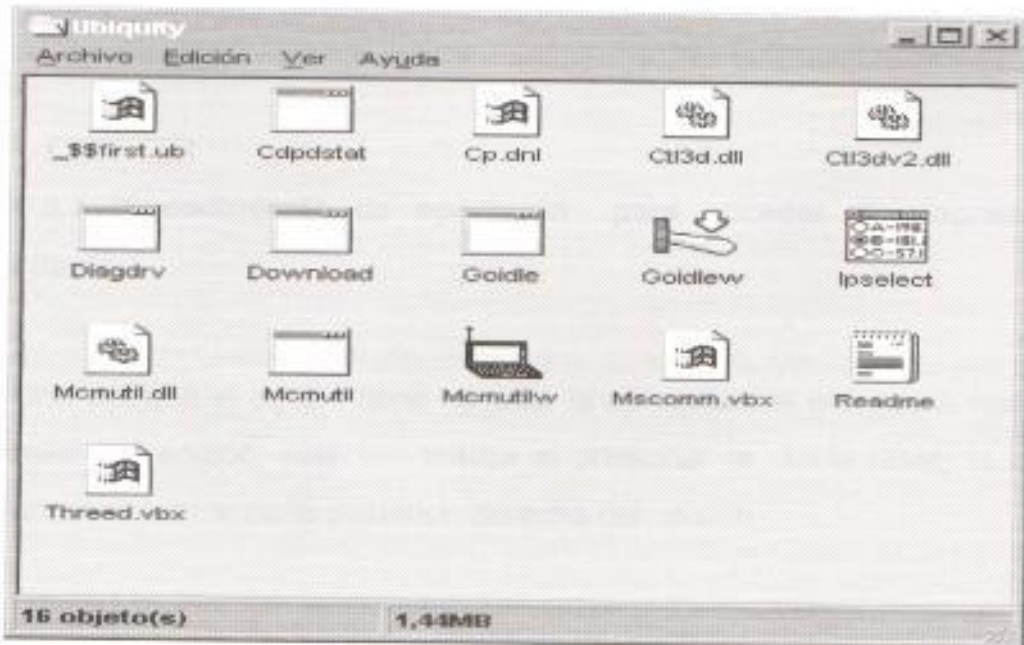 Ubiquity
Archivo Edición Ver Ayuda
_$$first.ub Cdpdstat Cp.dnl Ctl3d.dll Ctl3dv2.dll
Diagdrv Download Goidle Goidlew Ipselect
Mcmutil.dll Mcmutil Mcmutilw Mscomm.vbx Readme
Thread.vbx
16 objeto(s) 1,44MB